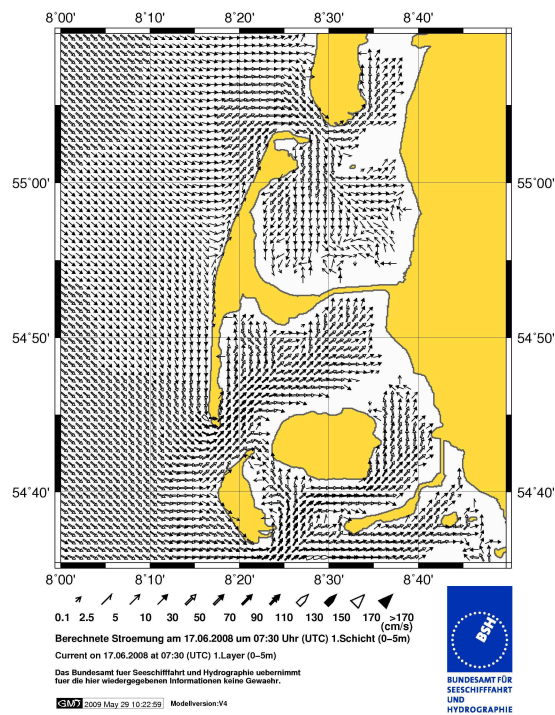 8°00' 8°10' 8°20' 8°30' 8°40'
55°00' 55°00'
54°50' 54°50'
54°40' 54°40'
8°00' 8°10' 8°20' 8°30' 8°40'
0.1 2.5 5 10 30 50 70 90 110 130 150 170 >170
(cm/s)
Berechnete Stroemung am 17.06.2008 um 07:30 Uhr (UTC) 1.Schicht (0–5m)
Current on 17.06.2008 at 07:30 (UTC) 1.Layer (0–5m)
Das Bundesamt fuer Seeschifffahrt und Hydrographie uebernimmt
fuer die hier wiedergegebenen Informationen keine Gewaehr.
GMT 2009 May 29 10:22:59 Modellversion:V4
BSH
BUNDESAMT FÜR
SEESCHIFFFAHRT
UND
HYDROGRAPHIE